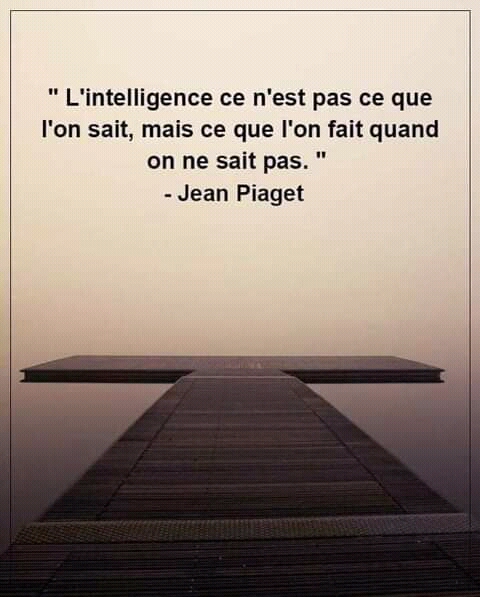 " L'intelligence ce n'est pas ce que
l'on sait, mais ce que l'on fait quand
on ne sait pas. "
- Jean Piaget